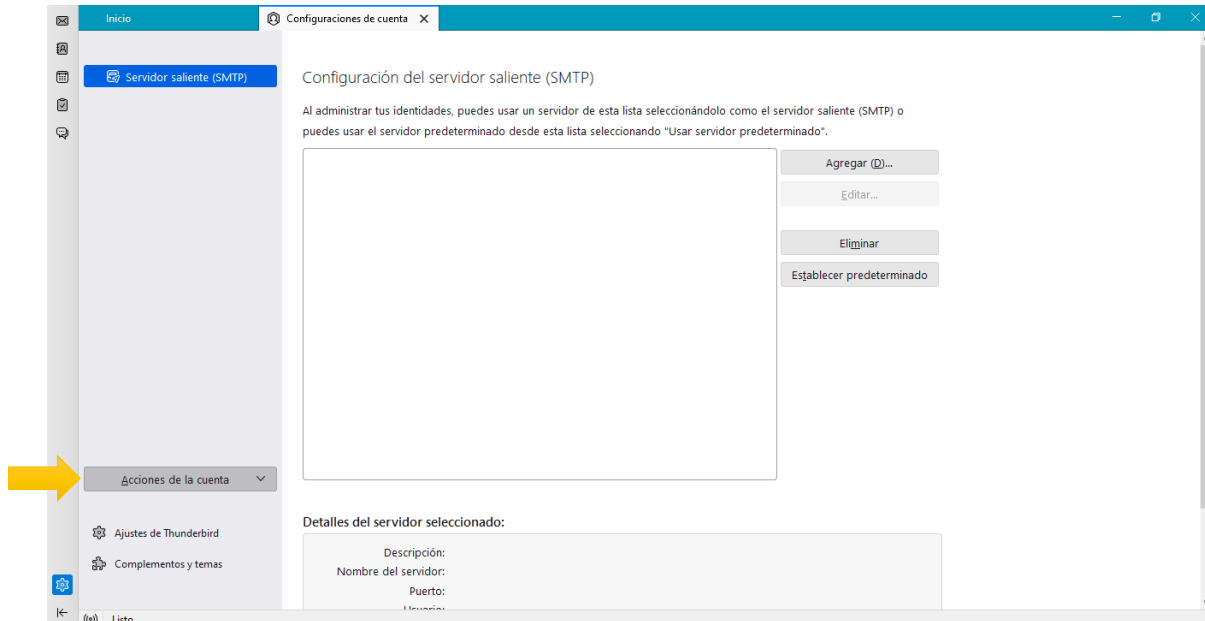 Inicio
Configuraciones de cuenta
Servidor saliente (SMTP)
Configuración del servidor saliente (SMTP)
Al administrar tus identidades, puedes usar un servidor de esta lista seleccionándolo como el servidor saliente (SMTP) o
puedes usar el servidor predeterminado desde esta lista seleccionando "Usar servidor predeterminado".
Agregar (D)...
Editar...
Eliminar
Establecer predeterminado
Acciones de la cuenta
Ajustes de Thunderbird
Complementos y temas
Detalles del servidor seleccionado:
Descripción:
Nombre del servidor:
Puerto:
Usuario:
Listo